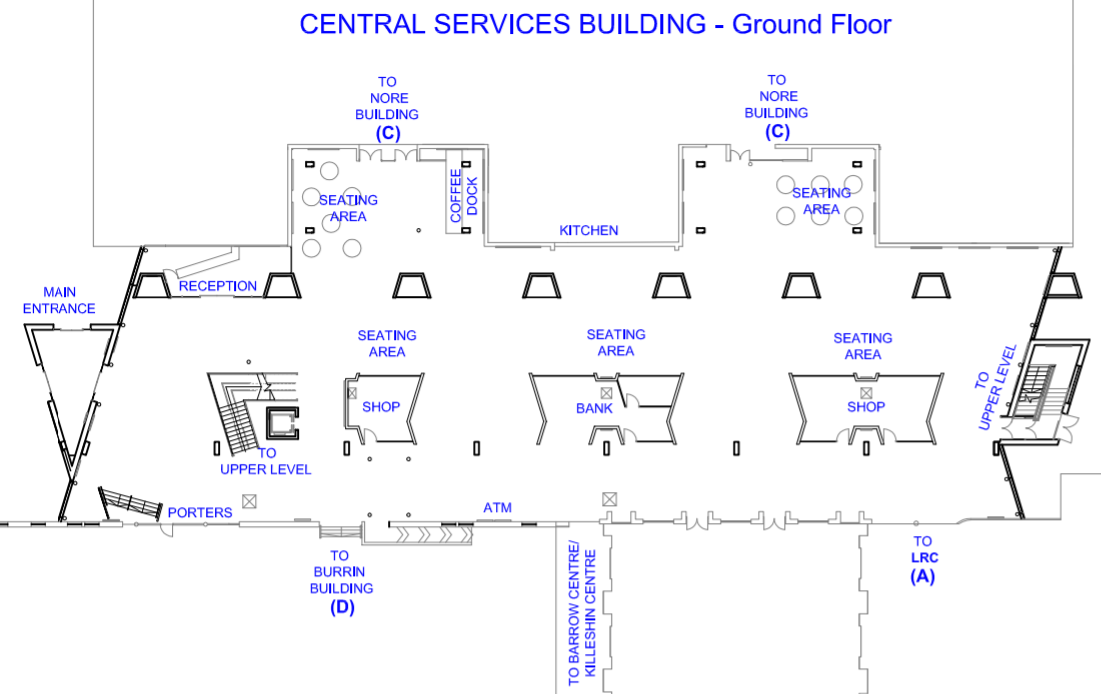 CENTRAL SERVICES BUILDING - Ground Floor
TO
NORE
BUILDING
(C)
TO
NORE
BUILDING
(C)
SEATING
AREA
COFFEE
DOCK
KITCHEN
SEATING
AREA
RECEPTION
MAIN
ENTRANCE
SEATING
AREA
SEATING
AREA
SEATING
AREA
TO
UPPER LEVEL
SHOP
BANK
SHOP
TO
UPPER LEVEL
PORTERS
ATM
TO
BURRIN
BUILDING
(D)
TO BARROW CENTRE/
KILLESHIN CENTRE
TO
LRC
(A)